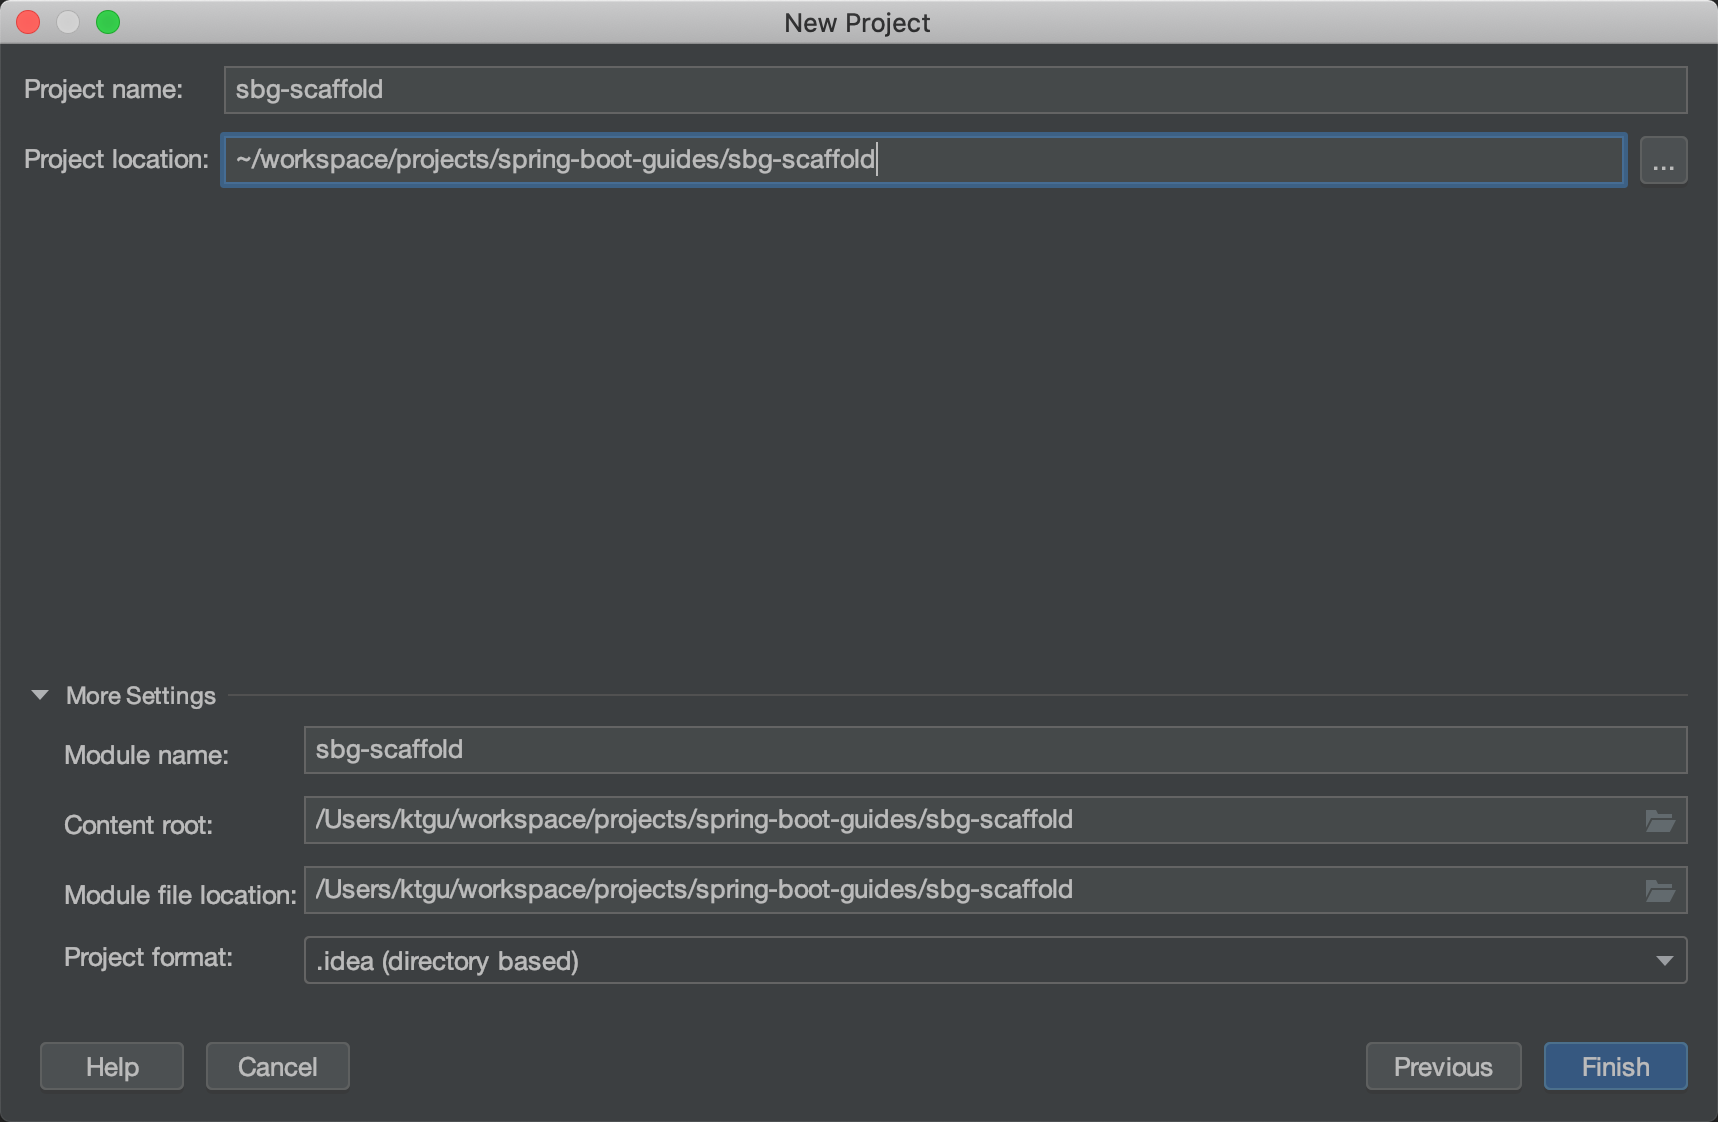 New Project
Project name: sbg-scaffold
Project location: ~/workspace/projects/spring-boot-guides/sbg-scaffold ...
More Settings
Module name: sbg-scaffold
Content root: /Users/ktgu/workspace/projects/spring-boot-guides/sbg-scaffold
Module file location: /Users/ktgu/workspace/projects/spring-boot-guides/sbg-scaffold
Project format: .idea (directory based)
Help Cancel Previous Finish